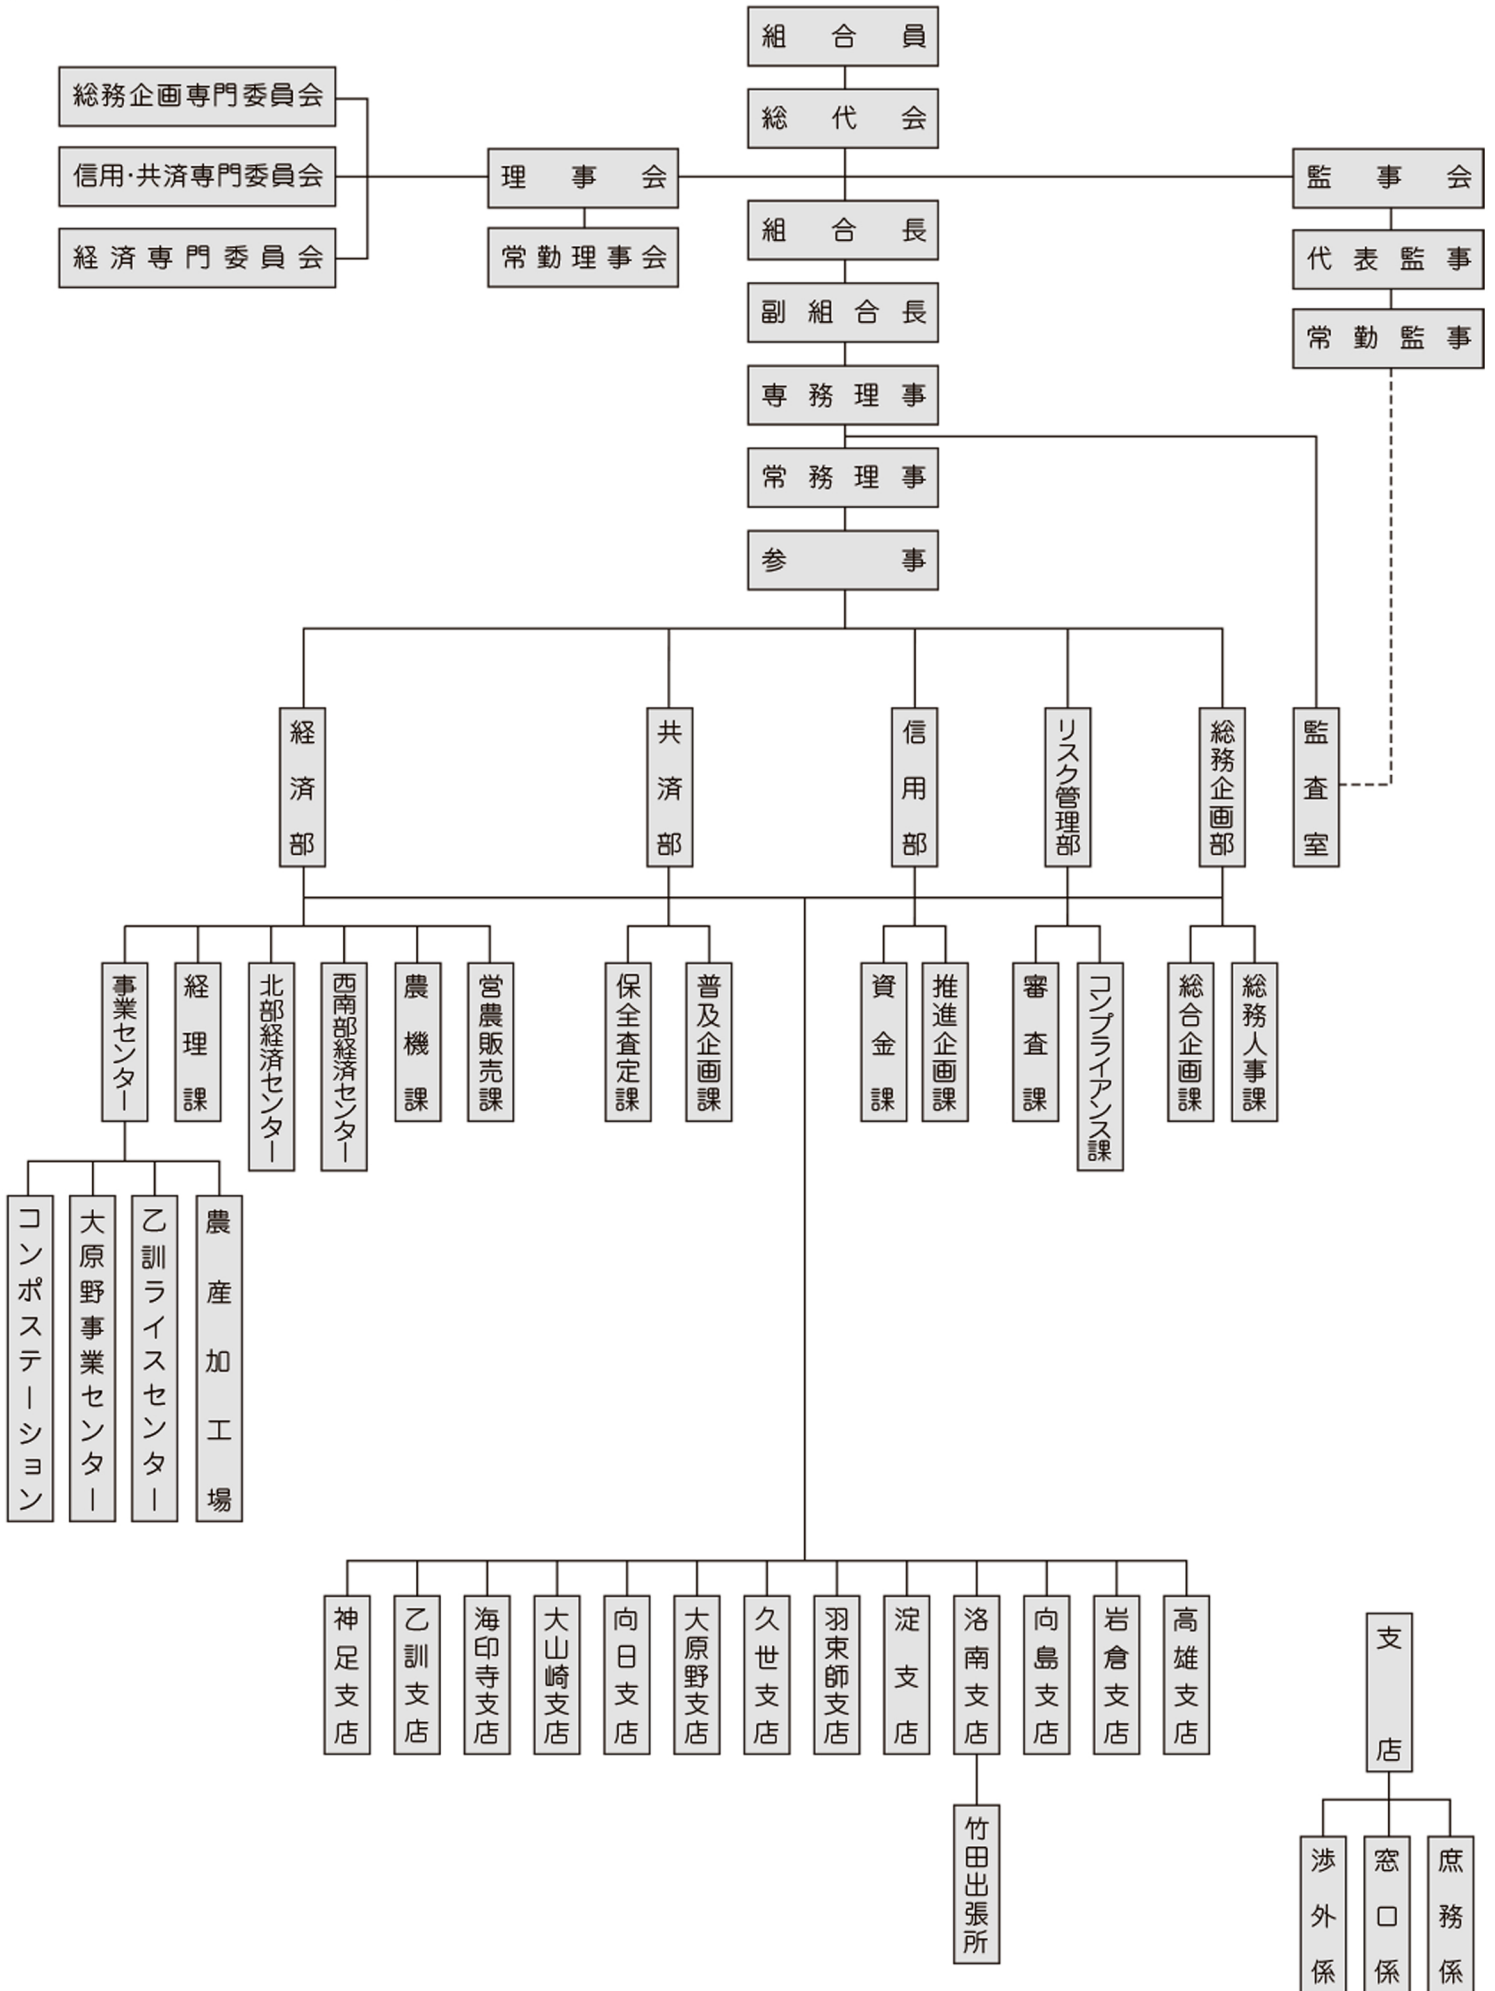 組合員
総代会
総務企画専門委員会
信用・共済専門委員会
経済専門委員会
理事会
常勤理事会
監事会
代表監事
常勤監事
組合長
副組合長
専務理事
常務理事
参事
経済部
共済部
信用部
リスク管理部
総務企画部
監査室
事業センター
経理課
北部経済センター
西南部経済センター
農機課
営農販売課
保全査定課
普及企画課
資金課
推進企画課
審査課
コンプライアンス課
総合企画課
総務人事課
コンポステーション
大原野事業センター
乙訓ライスセンター
農産加工場
神足支店
乙訓支店
海印寺支店
大山崎支店
向日支店
大原野支店
久世支店
羽束師支店
淀支店
洛南支店
向島支店
岩倉支店
高雄支店
竹田出張所
支店
渉外係
窓口係
庶務係